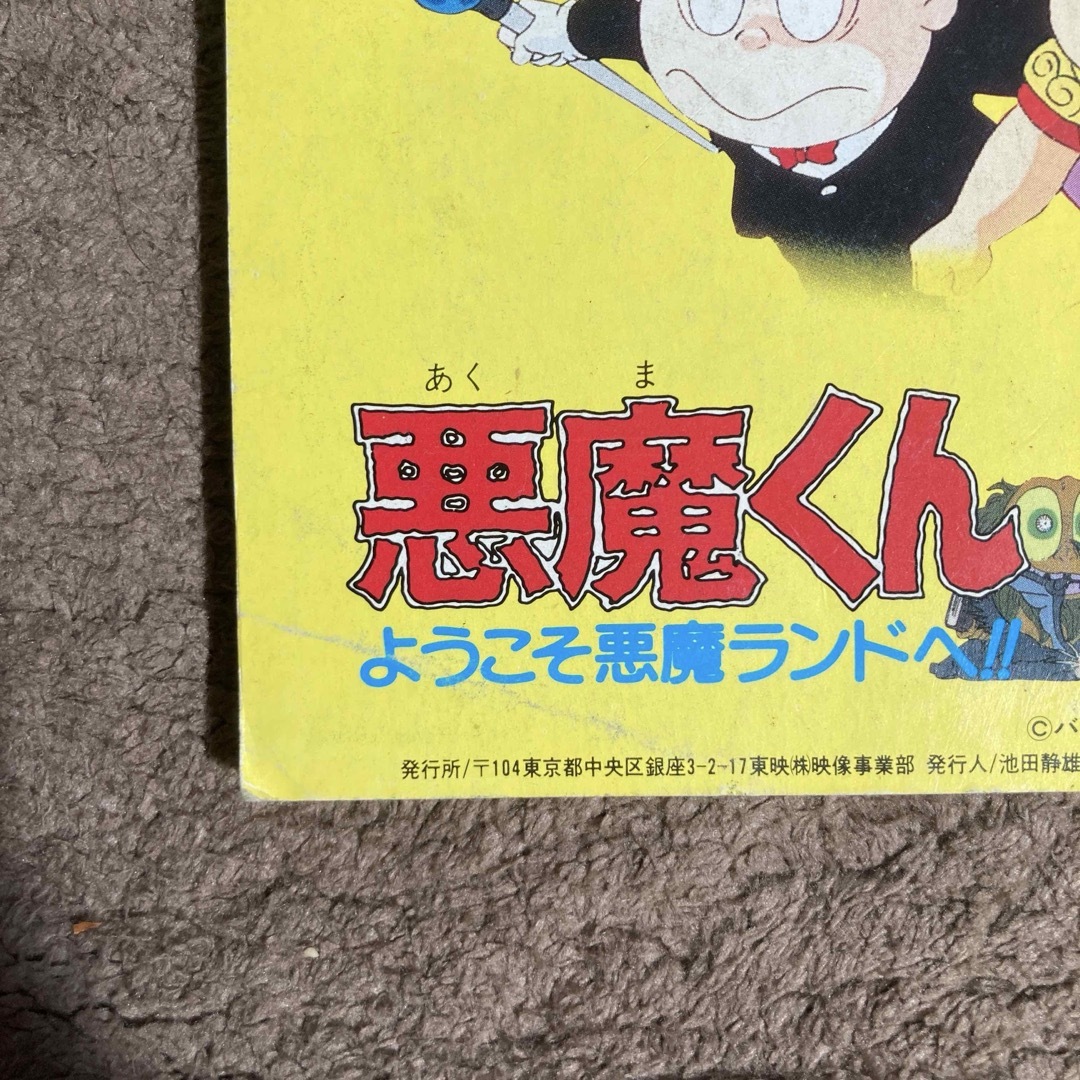 あく ま
悪魔くん
ようこそ悪魔ランドへ!!
©バ
発行所/〒104東京都中央区銀座3-2-17東映㈱映像事業部 発行人/池田静雄